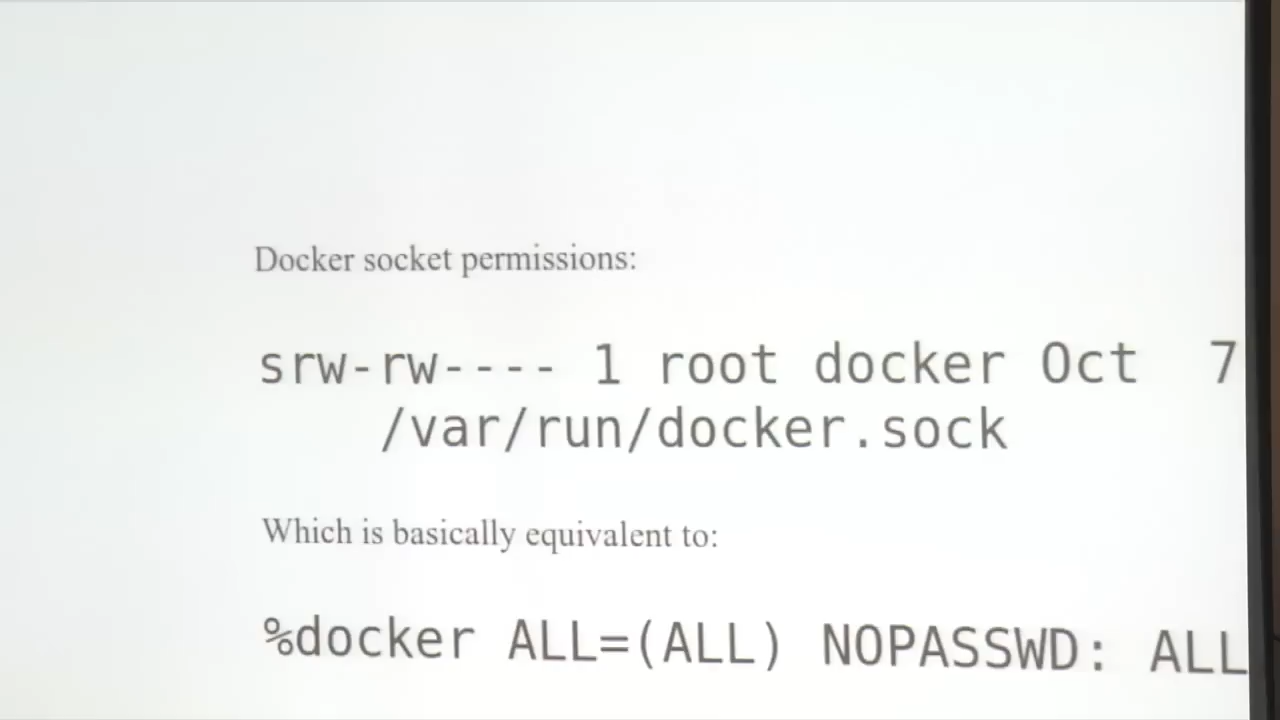 Docker socket permissions:
srw-rw---- 1 root docker Oct  7
/var/run/docker.sock
Which is basically equivalent to:
%docker ALL=(ALL) NOPASSWD: ALL